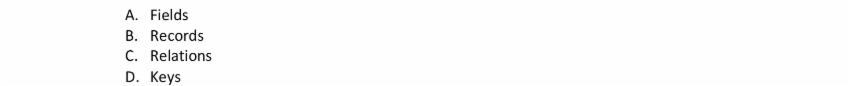 A. Fields
B. Records
C. Relations
D. Keys